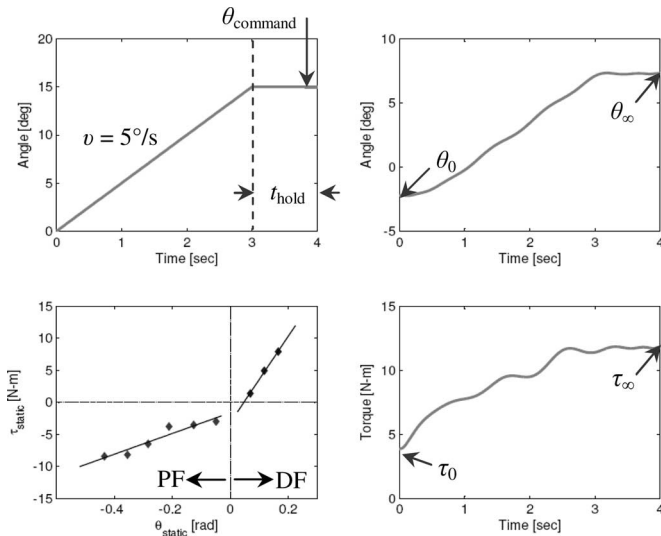 θcommand
20
15
10
5
0
Angle [deg]
υ = 5°/s
thold
0
1
2
3
4
Time [sec]
15
10
5
0
-5
Angle [deg]
θ0
θ∞
0
1
2
3
4
Time [sec]
15
10
5
0
-5
-10
-15
τstatic [N-m]
PF
DF
-0.4
-0.2
0
0.2
θstatic [rad]
15
10
5
0
Torque [N-m]
τ∞
τ0
0
1
2
3
4
Time [sec]